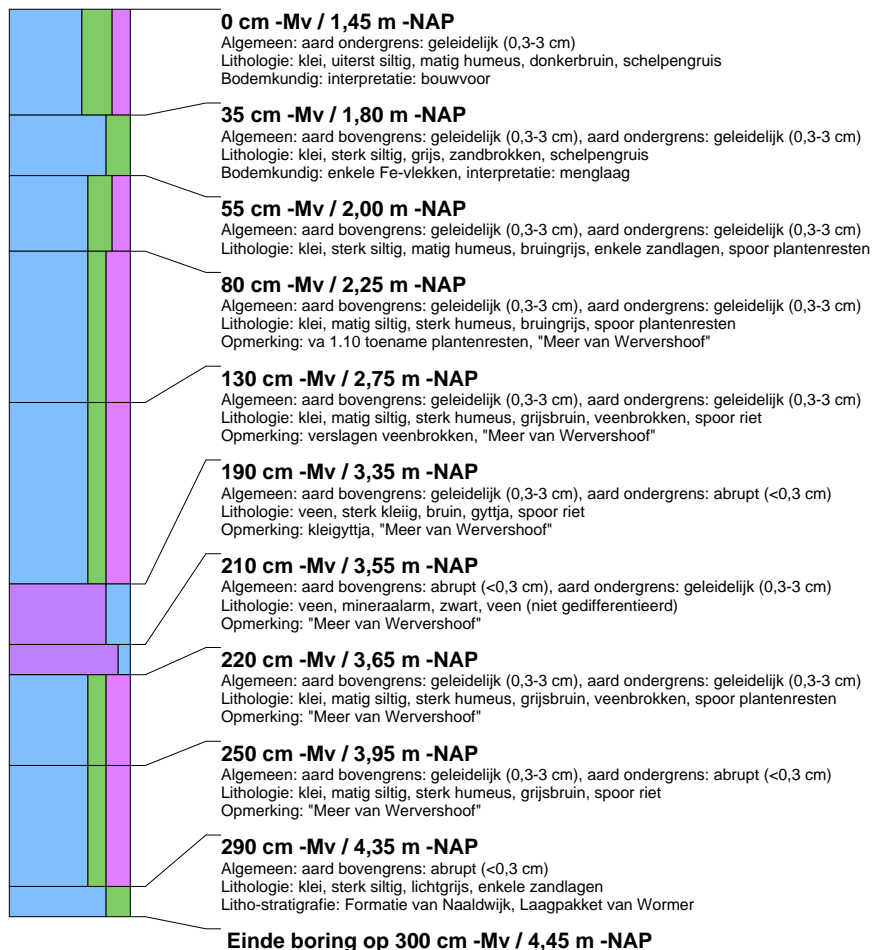 0 cm -Mv / 1,45 m -NAP
Algemeen: aard ondergrens: geleidelijk (0,3-3 cm)
Lithologie: klei, uiterst siltig, matig humeus, donkerbruin, schelpengruis
Bodemkundig: interpretatie: bouwvoor
35 cm -Mv / 1,80 m -NAP
Algemeen: aard bovengrens: geleidelijk (0,3-3 cm), aard ondergrens: geleidelijk (0,3-3 cm)
Lithologie: klei, sterk siltig, grijs, zandbrokken, schelpengruis
Bodemkundig: enkele Fe-vlekken, interpretatie: menglaag
55 cm -Mv / 2,00 m -NAP
Algemeen: aard bovengrens: geleidelijk (0,3-3 cm), aard ondergrens: geleidelijk (0,3-3 cm)
Lithologie: klei, sterk siltig, matig humeus, bruingrijs, enkele zandlagen, spoor plantenresten
80 cm -Mv / 2,25 m -NAP
Algemeen: aard bovengrens: geleidelijk (0,3-3 cm), aard ondergrens: geleidelijk (0,3-3 cm)
Lithologie: klei, matig siltig, sterk humeus, bruingrijs, spoor plantenresten
Opmerking: va 1.10 toename plantenresten, "Meer van Wervershoof"
130 cm -Mv / 2,75 m -NAP
Algemeen: aard bovengrens: geleidelijk (0,3-3 cm), aard ondergrens: geleidelijk (0,3-3 cm)
Lithologie: klei, matig siltig, sterk humeus, grijsbruin, veenbrokken, spoor riet
Opmerking: verslagen veenbrokken, "Meer van Wervershoof"
190 cm -Mv / 3,35 m -NAP
Algemeen: aard bovengrens: geleidelijk (0,3-3 cm), aard ondergrens: abrupt (<0,3 cm)
Lithologie: veen, sterk kleiig, bruin, gyttja, spoor riet
Opmerking: kleigyttja, "Meer van Wervershoof"
210 cm -Mv / 3,55 m -NAP
Algemeen: aard bovengrens: abrupt (<0,3 cm), aard ondergrens: geleidelijk (0,3-3 cm)
Lithologie: veen, mineraalarm, zwart, veen (niet gedifferentieerd)
Opmerking: "Meer van Wervershoof"
220 cm -Mv / 3,65 m -NAP
Algemeen: aard bovengrens: geleidelijk (0,3-3 cm), aard ondergrens: geleidelijk (0,3-3 cm)
Lithologie: klei, matig siltig, sterk humeus, grijsbruin, veenbrokken, spoor plantenresten
Opmerking: "Meer van Wervershoof"
250 cm -Mv / 3,95 m -NAP
Algemeen: aard bovengrens: geleidelijk (0,3-3 cm), aard ondergrens: abrupt (<0,3 cm)
Lithologie: klei, matig siltig, sterk humeus, grijsbruin, spoor riet
Opmerking: "Meer van Wervershoof"
290 cm -Mv / 4,35 m -NAP
Algemeen: aard bovengrens: abrupt (<0,3 cm)
Lithologie: klei, sterk siltig, lichtgrijs, enkele zandlagen
Litho-stratigrafie: Formatie van Naaldwijk, Laagpakket van Wormer
Einde boring op 300 cm -Mv / 4,45 m -NAP